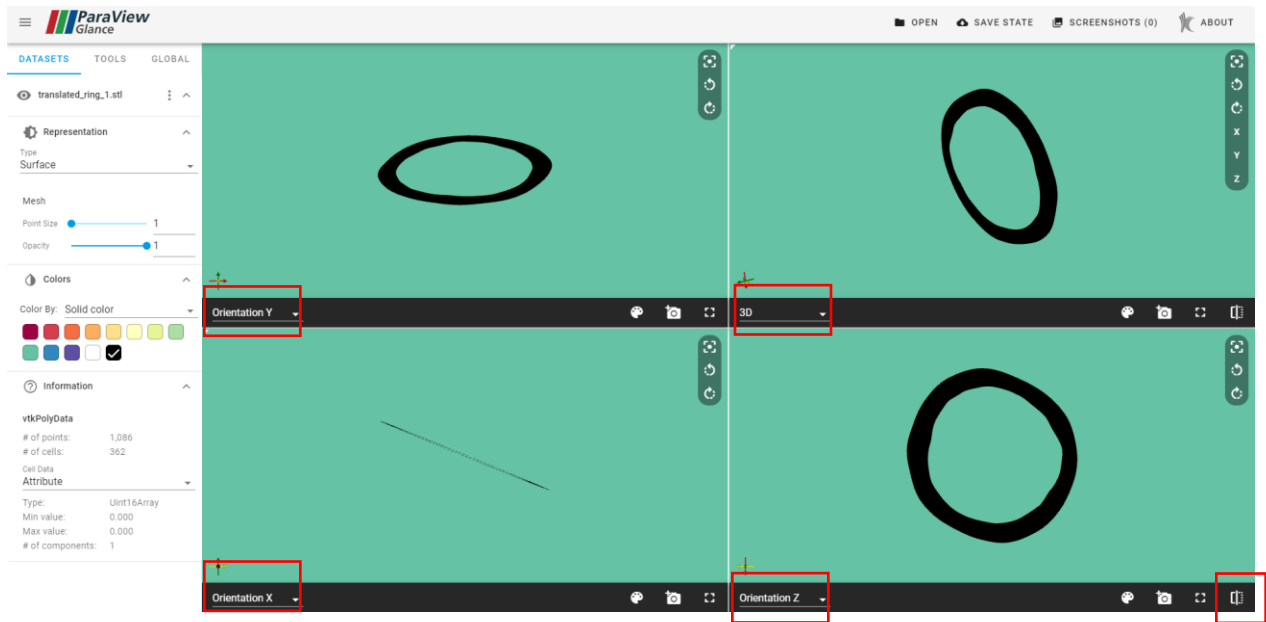 ParaView
Glance
OPEN
SAVE STATE
SCREENSHOTS (0)
ABOUT
DATASETS
TOOLS
GLOBAL
translated_ring_1.stl
Representation
Type
Surface
Mesh
Point Size
1
Opacity
1
Colors
Color By:
Solid color
Information
vtkPolyData
# of points: 1,086
# of cells: 362
Cell Data
Attribute
Type: Uint16Array
Min value: 0.000
Max value: 0.000
# of components: 1
Orientation Y
X
Y
Z
3D
Orientation X
Orientation Z